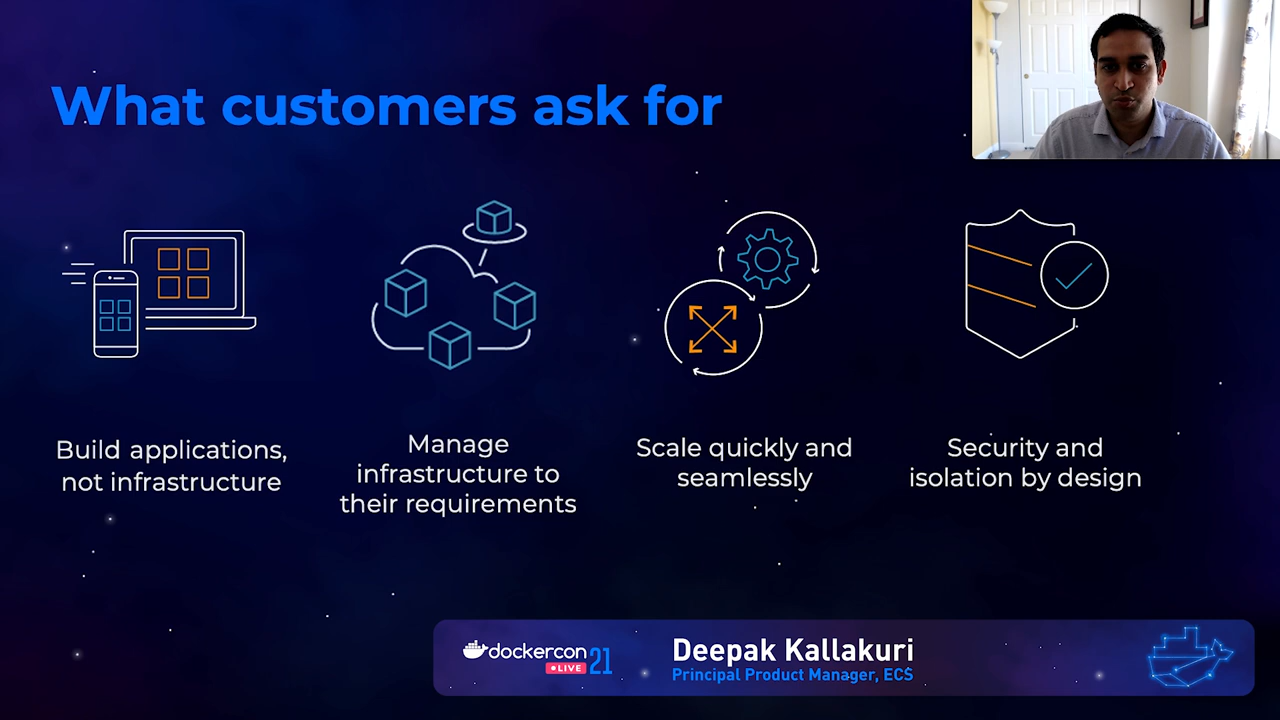 What customers ask for
Build applications,
not infrastructure
Manage
infrastructure to
their requirements
Scale quickly and
seamlessly
Security and
isolation by design
dockercon
LIVE 21
Deepak Kallakuri
Principal Product Manager, ECS